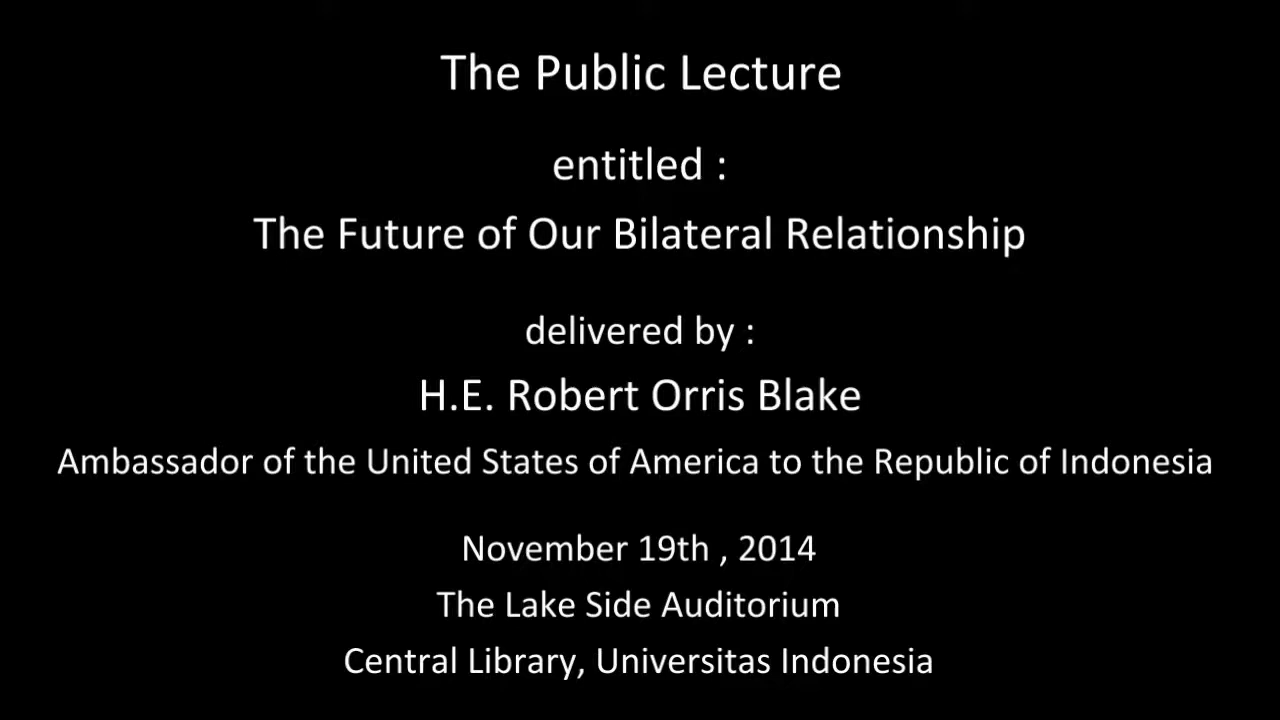 The Public Lecture
entitled :
The Future of Our Bilateral Relationship
delivered by :
H.E. Robert Orris Blake
Ambassador of the United States of America to the Republic of Indonesia
November 19th , 2014
The Lake Side Auditorium
Central Library, Universitas Indonesia